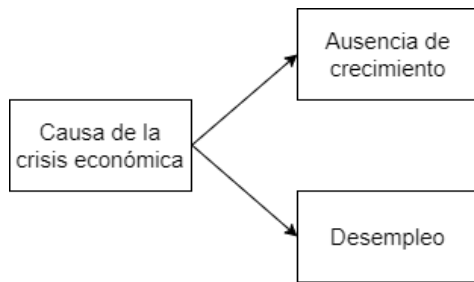 Ausencia de
crecimiento
Causa de la
crisis económica
Desempleo